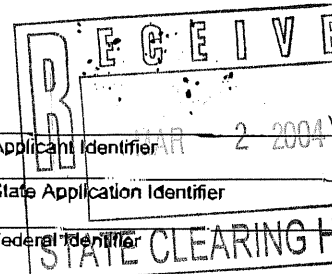 RECEIVE
Applicant Identifier
MAR 2 2004
State Application Identifier
Federal Identifier
STATE CLEARING H